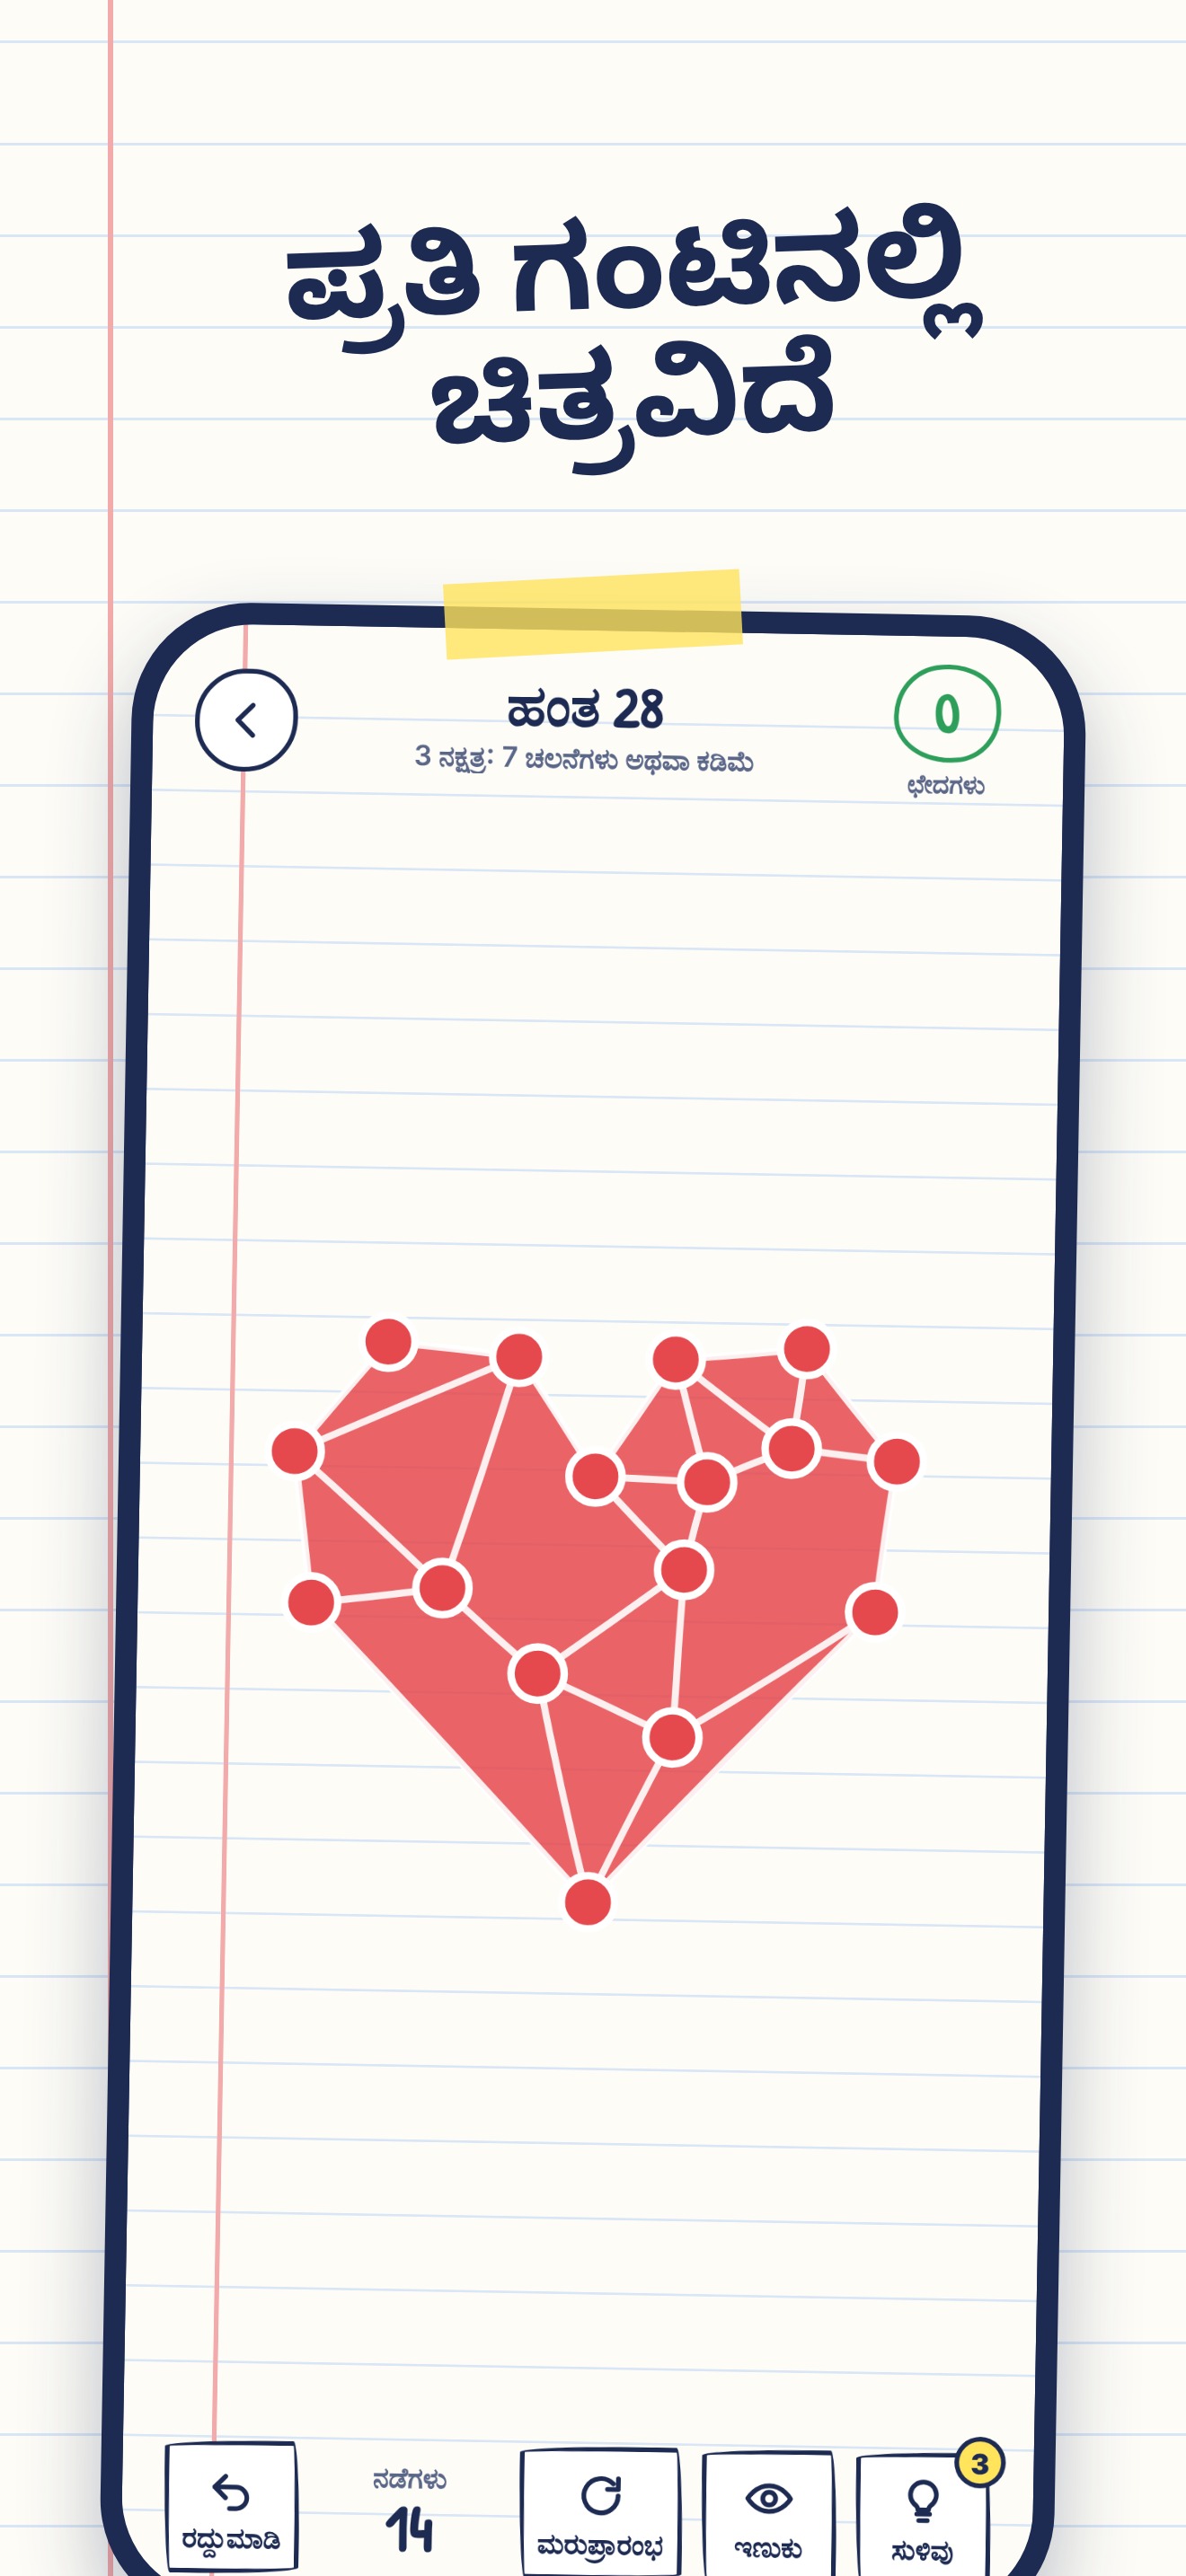 ಪ್ರತಿ ಗಂಟಿನಲ್ಲಿ
ಚಿತ್ರವಿದೆ
ಹಂತ 28
3 ನಕ್ಷತ್ರ: 7 ಚಲನೆಗಳು ಅಥವಾ ಕಡಿಮೆ
0
ಛೇದಗಳು
ರದ್ದುಮಾಡಿ
ನಡೆಗಳು
14
ಮರುಪ್ರಾರಂಭ
ಇಣುಕು
3
ಸುಳಿವು